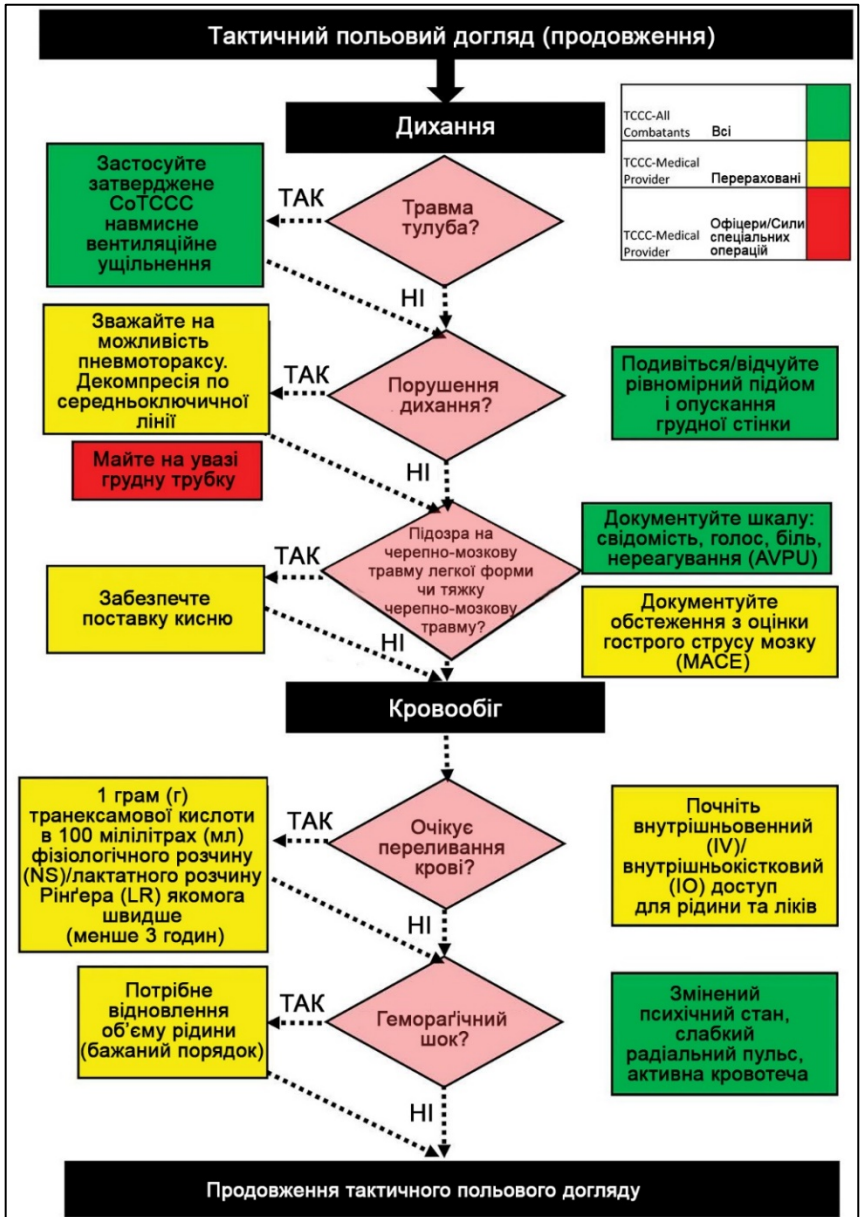 Тактичний польовий догляд (продовження)
Дихання
TCCC-All
Combatants Всі
TCCC-Medical
Provider Перераховані
TCCC-Medical
Provider Офіцери/Сили
спеціальних
операцій
Застосуйте
затверджене
CoTCCC
навмисне
вентиляційне
ущільнення
ТАК
Травма
тулуба?
НІ
Зважайте на
можливість
пневмотораксу.
Декомпресія по
середньоключичної
лінії
ТАК
Порушення
дихання?
Подивіться/відчуйте
рівномірний підйом
і опускання
грудної стінки
Майте на увазі
грудну трубку
НІ
Підозра на
черепно-мозкову
травму легкої форми
чи тяжку
черепно-мозкову
травму?
ТАК
Забезпечте
поставку кисню
Документуйте шкалу:
свідомість, голос, біль,
нереагування (AVPU)
Документуйте
обстеження з оцінки
гострого струсу мозку
(MACE)
НІ
Кровообіг
1 грам (г)
транексамової кислоти
в 100 мілілітрах (мл)
фізіологічного розчину
(NS)/лактатного розчину
Рінґера (LR) якомога
швидше
(менше 3 годин)
ТАК
Очікує
переливання
крові?
Почніть
внутрішньовенний (IV)/
внутрішньокістковий
(IO) доступ
для рідини та ліків
НІ
Потрібне
відновлення
об’єму рідини
(бажаний порядок)
ТАК
Гемораґічний
шок?
Змінений
психічний стан,
слабкий
радіальний пульс,
активна кровотеча
НІ
Продовження тактичного польового догляду